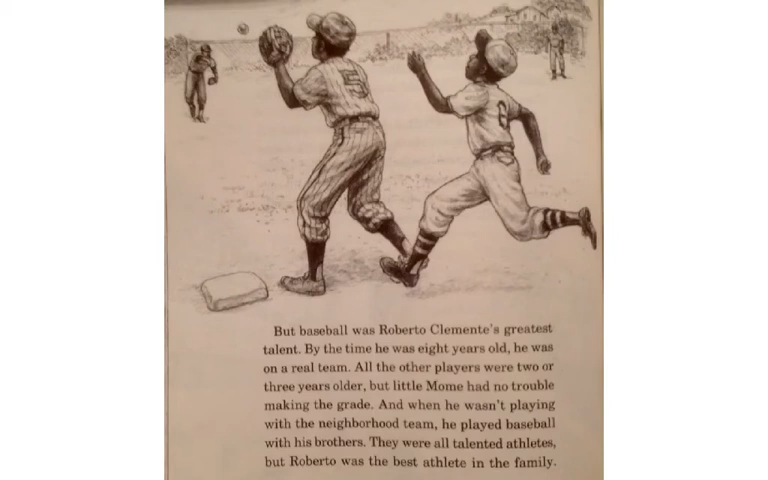 5
6
But baseball was Roberto Clemente's greatest
talent. By the time he was eight years old, he was
on a real team. All the other players were two or
three years older, but little Mome had no trouble
making the grade. And when he wasn't playing
with the neighborhood team, he played baseball
with his brothers. They were all talented athletes,
but Roberto was the best athlete in the family.